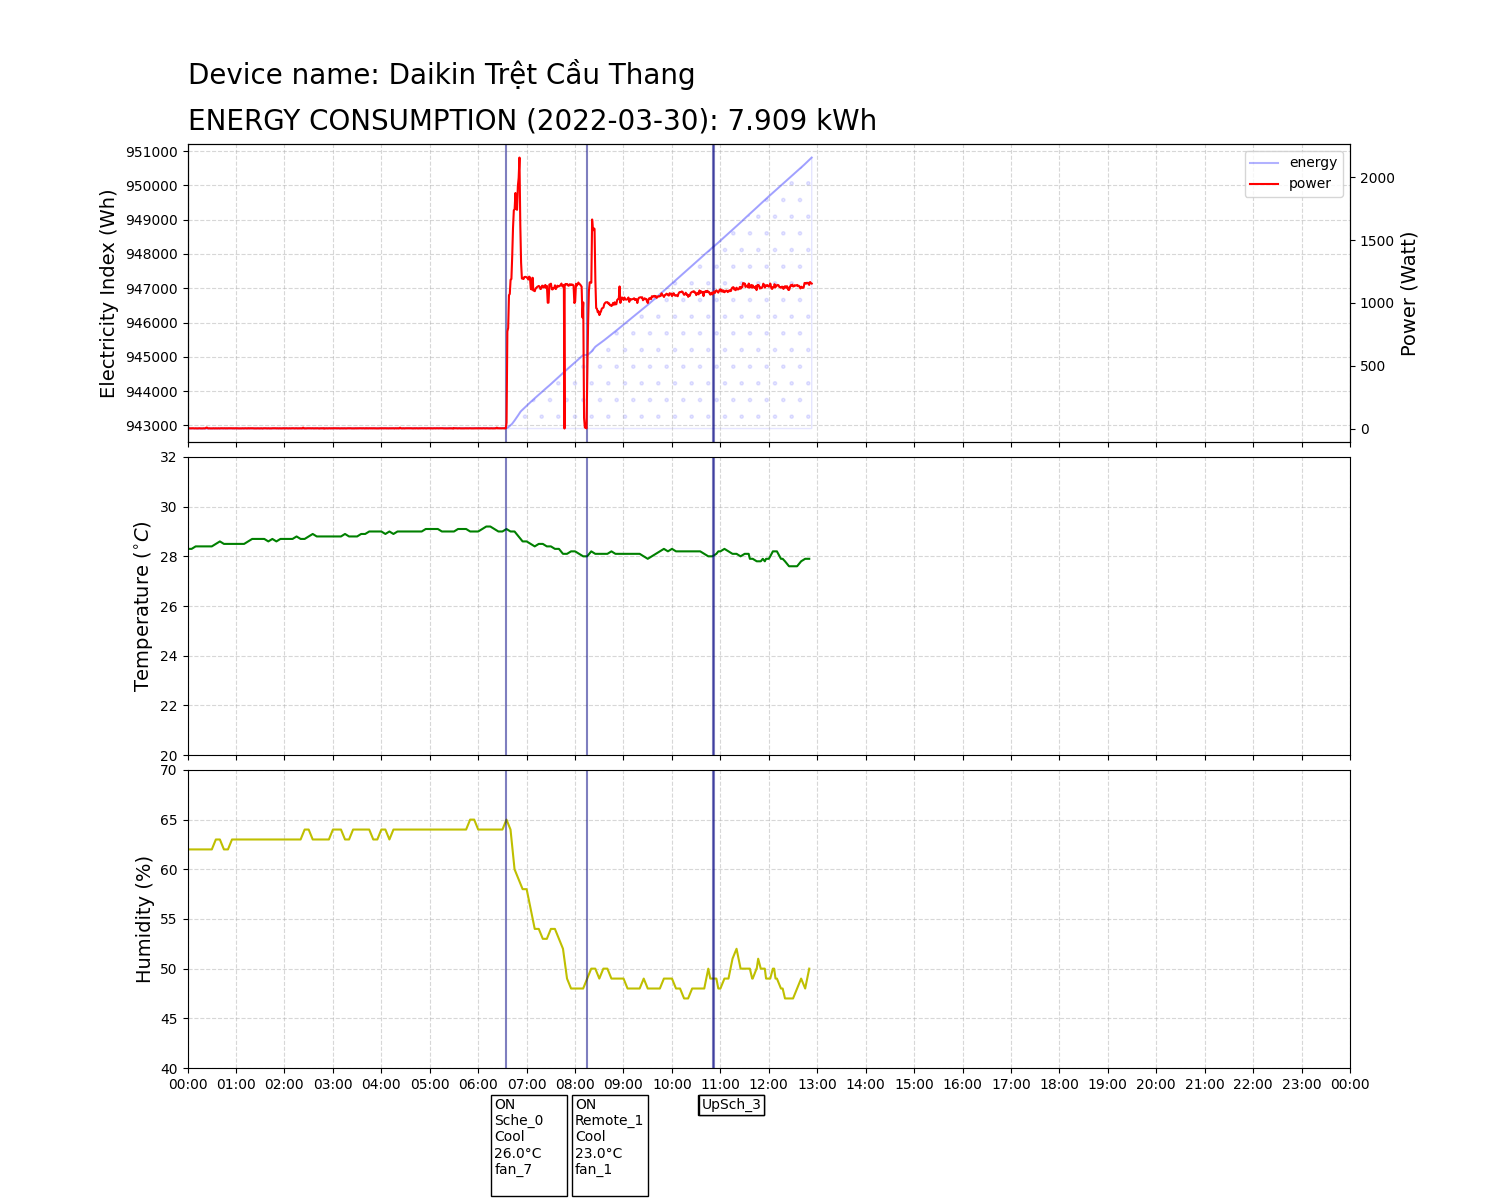 Device name: Daikin Trệt Cầu Thang
ENERGY CONSUMPTION (2022-03-30): 7.909 kWh
Electricity Index (Wh)
951000
950000
949000
948000
947000
946000
945000
944000
943000
energy
power
2000
1500
1000
500
0
Power (Watt)
Temperature (°C)
32
30
28
26
24
22
20
Humidity (%)
70
65
60
55
50
45
40
00:00 01:00 02:00 03:00 04:00 05:00 06:00 07:00 08:00 09:00 10:00 11:00 12:00 13:00 14:00 15:00 16:00 17:00 18:00 19:00 20:00 21:00 22:00 23:00 00:00
ON
Sche_0
Cool
26.0°C
fan_7
ON
Remote_1
Cool
23.0°C
fan_1
UpSch_3